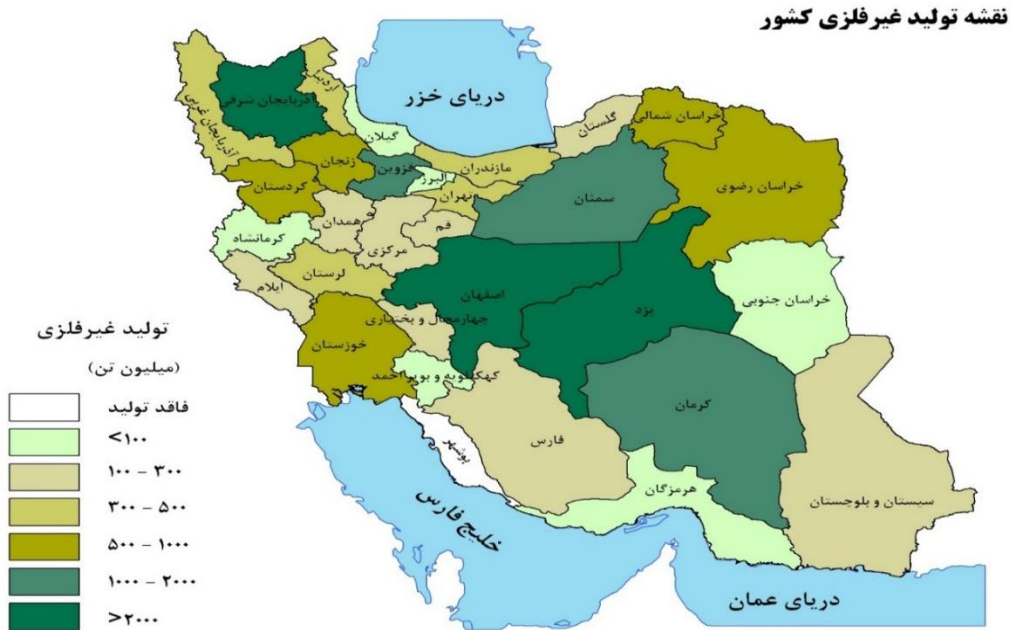 نقشه تولید غیرفلزی کشور
دریای خزر
اردبیل
آذربایجان شرقی
آذربایجان غربی
گیلان
گلستان
خراسان شمالی
زنجان
قزوین
البرز
مازندران
تهران
سمنان
خراسان رضوی
کردستان
همدان
قم
مرکزی
کرمانشاه
لرستان
ایلام
اصفهان
یزد
خراسان جنوبی
چهارمحال و بختیاری
خوزستان
کهکیلویه و بویراحمد
کرمان
فارس
بوشهر
هرمزگان
سیستان و بلوچستان
خلیج فارس
دریای عمان
تولید غیرفلزی
(میلیون تن)
فاقد تولید
<۱۰۰
۱۰۰ - ۳۰۰
۳۰۰ - ۵۰۰
۵۰۰ - ۱۰۰۰
۱۰۰۰ - ۲۰۰۰
>۲۰۰۰